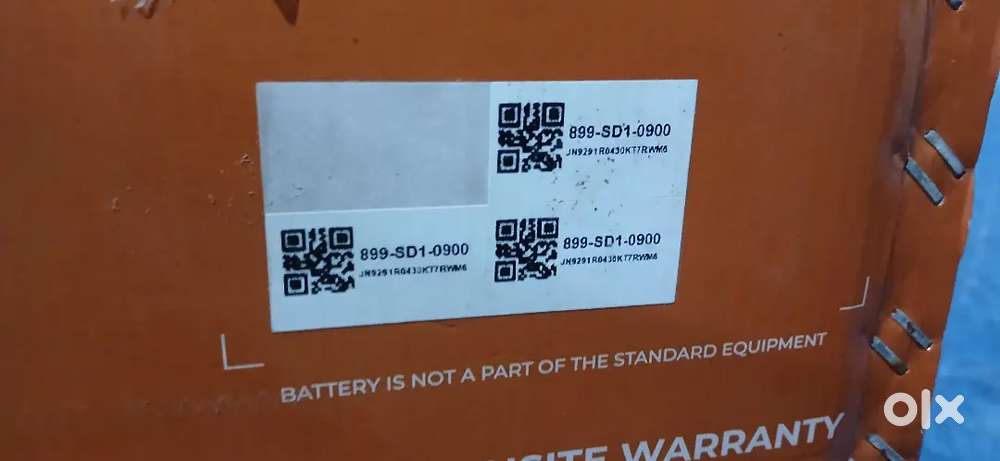 899-SD1-0900
JN9291R0430KT7RWM6
899-SD1-0900
JN9291R0430KT7RWM6
899-SD1-0900
JN9291R0430KT7RWM6
BATTERY IS NOT A PART OF THE STANDARD EQUIPMENT
WARRANTY
olx